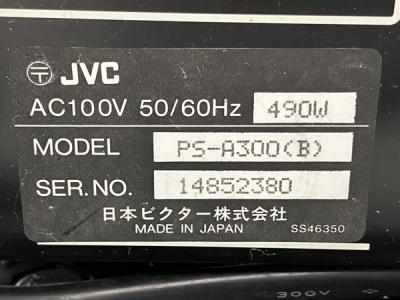 〒 JVC
AC100V 50/60Hz 490W
MODEL PS-A300(B)
SER.NO. 14852380
日本ビクター株式会社
MADE IN JAPAN SS46350
300V